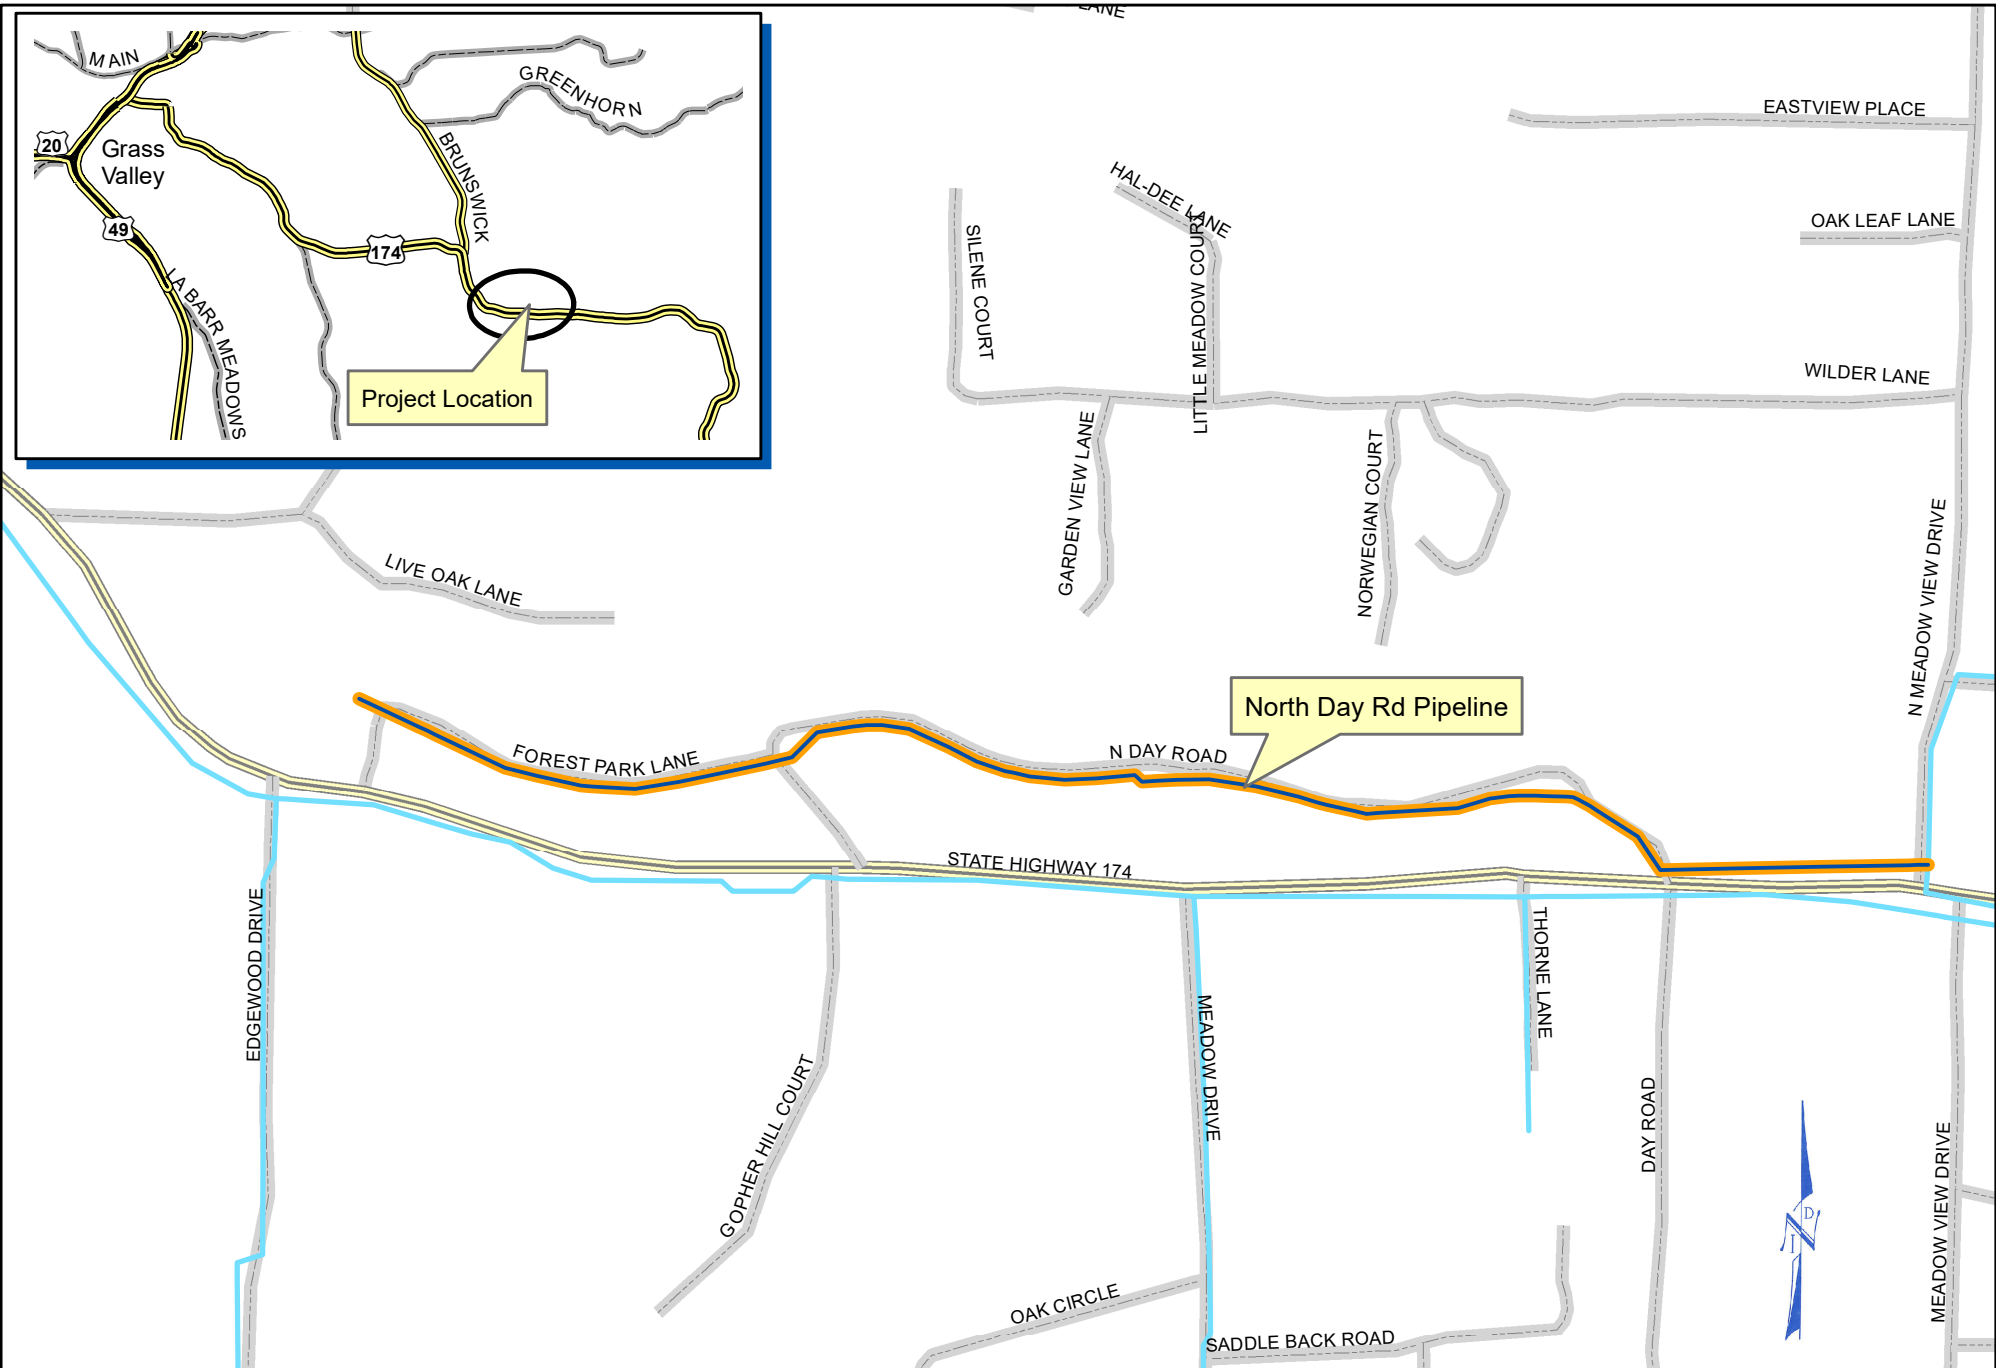 LANE
MAIN
GREENHORN
20
Grass
Valley
BRUNSWICK
49
174
LA BARR MEADOWS
Project Location
EASTVIEW PLACE
HAL-DEE LANE
OAK LEAF LANE
SILENE COURT
LITTLE MEADOW COURT
WILDER LANE
GARDEN VIEW LANE
NORWEGIAN COURT
N MEADOW VIEW DRIVE
LIVE OAK LANE
North Day Rd Pipeline
FOREST PARK LANE
N DAY ROAD
STATE HIGHWAY 174
EDGEWOOD DRIVE
THORNE LANE
MEADOW DRIVE
GOPHER HILL COURT
DAY ROAD
MEADOW VIEW DRIVE
N
I
D
OAK CIRCLE
SADDLE BACK ROAD